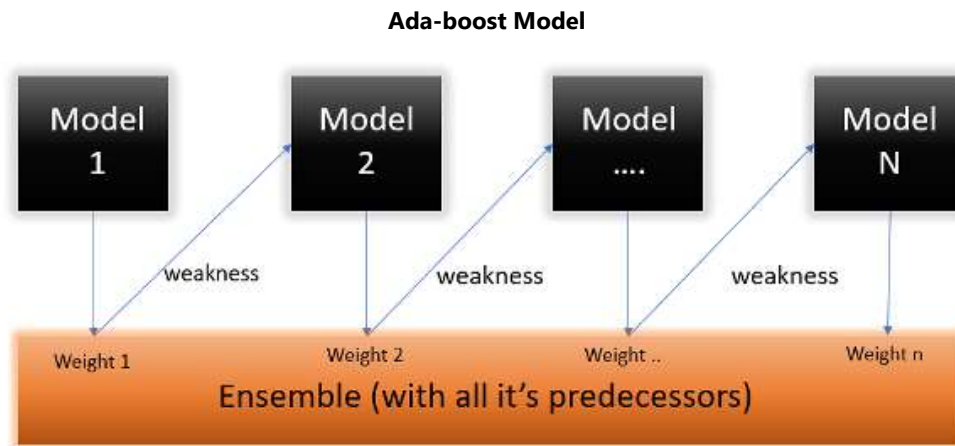 Ada-boost Model
Model
1
Model
2
Model
....
Model
N
weakness
weakness
weakness
Weight 1
Weight 2
Weight ..
Weight n
Ensemble (with all it's predecessors)